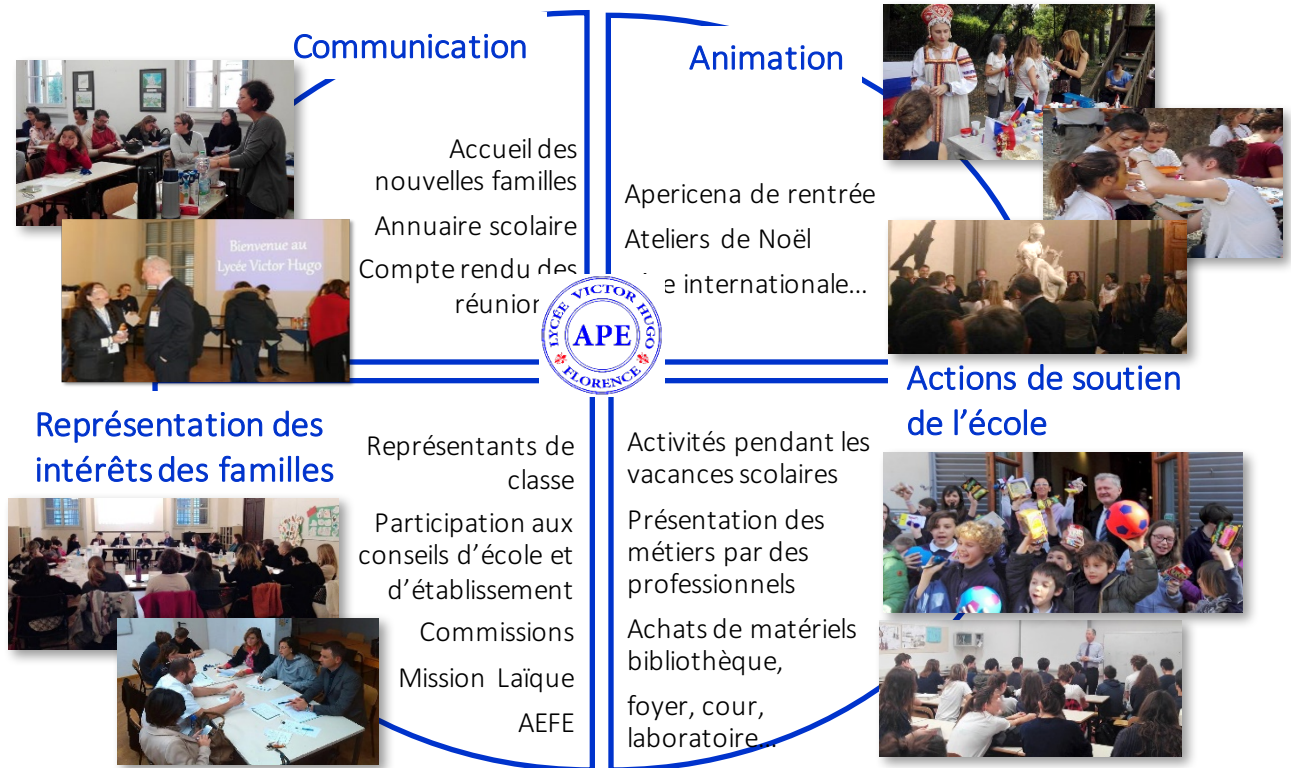 Communication
Accueil des
nouvelles familles
Annuaire scolaire
Compte rendu des
Bienvenue au
Lycée Victor Hugo
Animation
Apericena de rentrée
Ateliers de Noël
internationale...
LYCÉE VICTOR HUGO
APE
FLORENCE
Représentation des
intérêts des familles
Représentants de
classe
Participation aux
conseils d’école et
d’établissement
Commissions
Mission Laïque
AEFE
Actions de soutien
de l’école
Activités pendant les
vacances scolaires
Présentation des
métiers par des
professionnels
Achats de matériels
bibliothèque,
foyer, cour,
laboratoire...